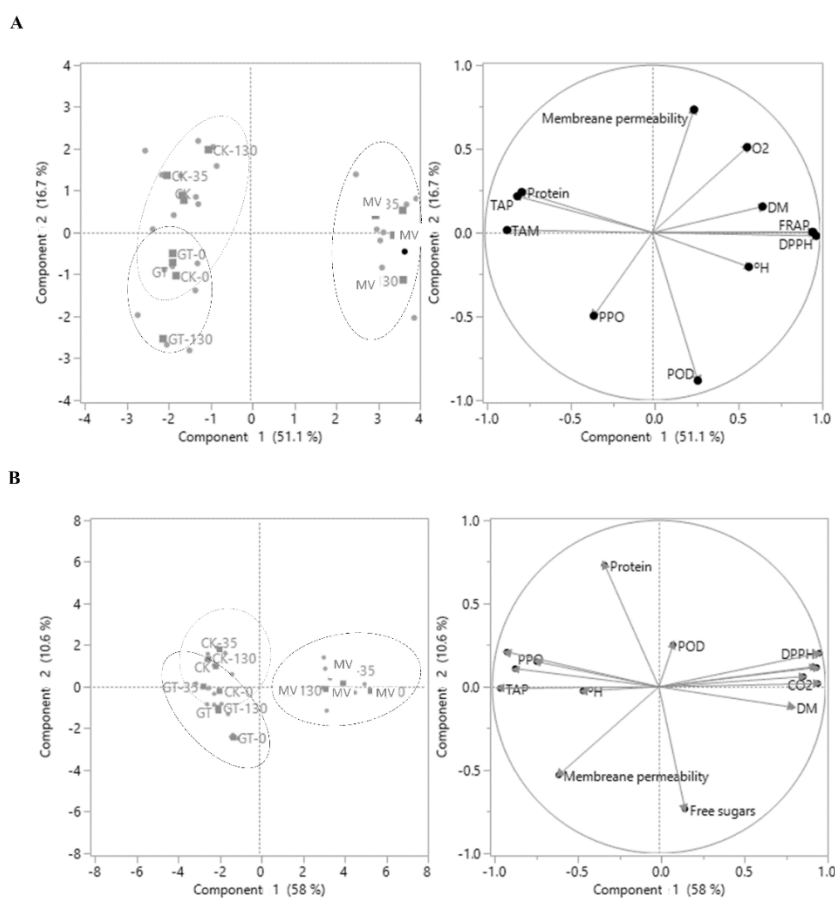 A
4
3
2
1
0
-1
-2
-3
-4
Component 2 (16.7 %)
CK-130
CK-35
CK
GT-0
GT
CK-0
GT-130
MV
35
MV
MV
30
-4
-3
-2
-1
0
1
2
3
4
Component 1 (51.1 %)
1.0
0.5
0.0
-0.5
-1.0
Component 2 (16.7 %)
Membreane permeability
O2
Protein
TAP
DM
TAM
FRAP
DPPH
ºH
PPO
POD
-1.0
-0.5
0.0
0.5
1.0
Component 1 (51.1 %)
B
8
6
4
2
0
-2
-4
-6
-8
Component 2 (10.6 %)
CK-35
CK-130
CK
GT-35
CK-0
GT
GT-130
GT-0
MV
35
MV
130
MV
MV
0
-8
-6
-4
-2
0
2
4
6
8
Component 1 (58 %)
1.0
0.5
0.0
-0.5
-1.0
Component 2 (10.6 %)
Protein
POD
DPPH
PPO
CO2
TAP
ºH
DM
Membreane permeability
Free sugars
-1.0
-0.5
0.0
0.5
1.0
Component 1 (58 %)